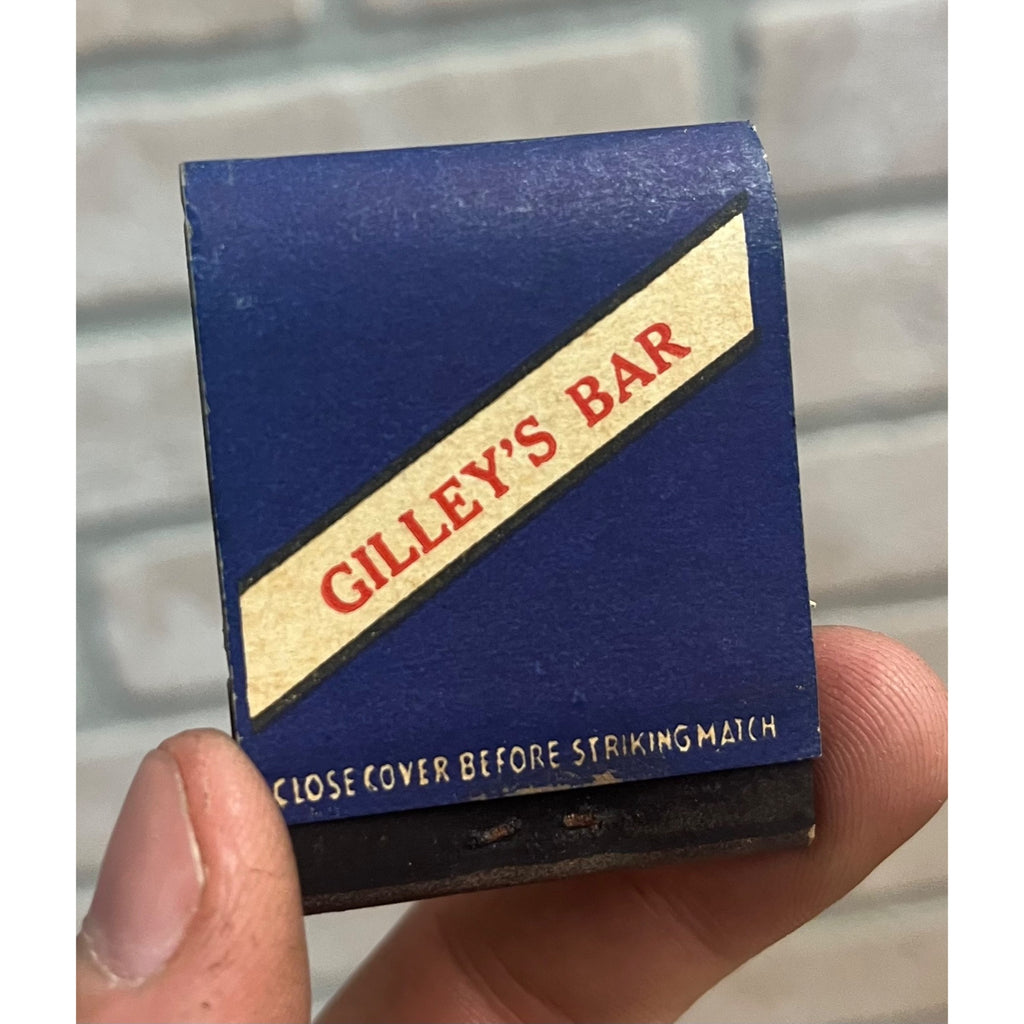 GILLEY'S BAR
CLOSE COVER BEFORE STRIKING MATCH